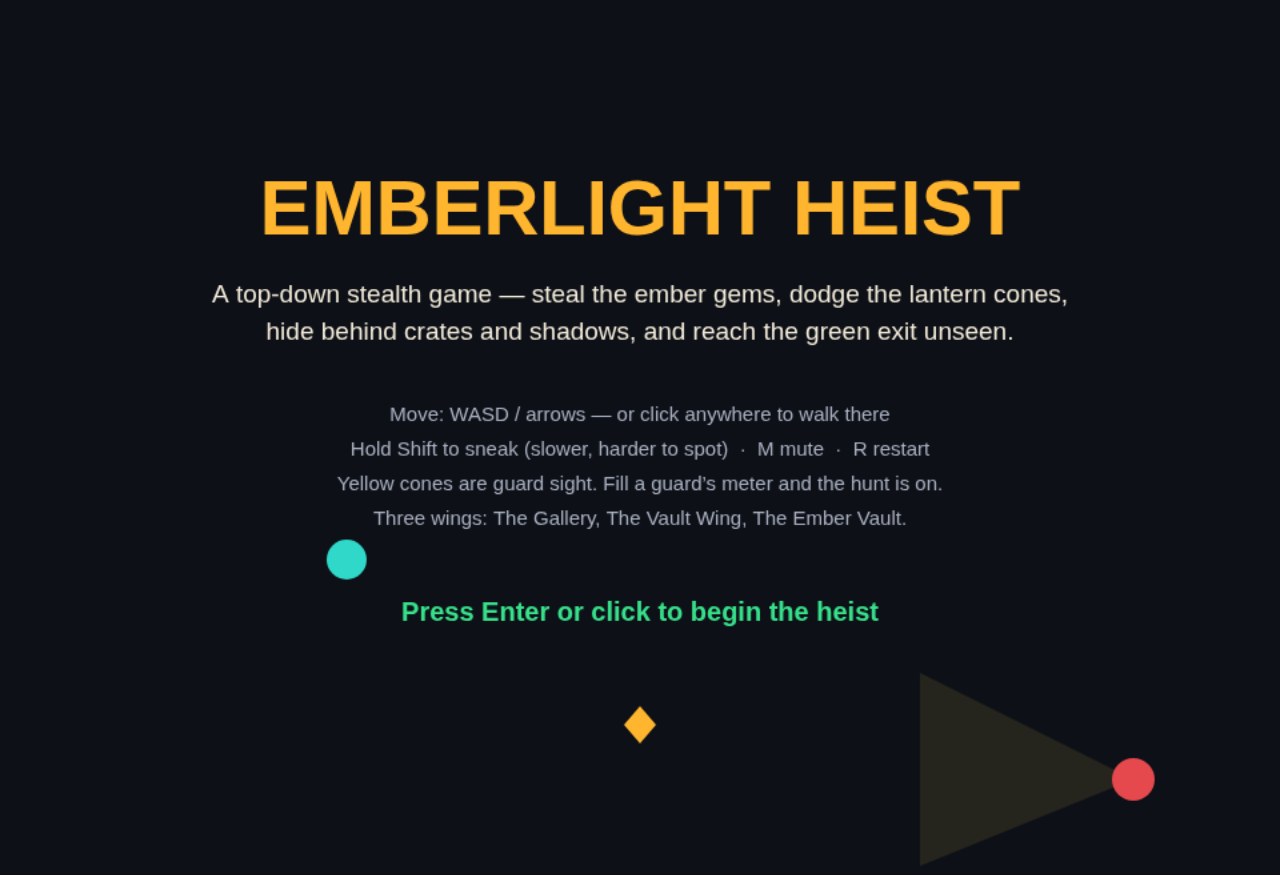 EMBERLIGHT HEIST
A top-down stealth game — steal the ember gems, dodge the lantern cones,
hide behind crates and shadows, and reach the green exit unseen.
Move: WASD / arrows — or click anywhere to walk there
Hold Shift to sneak (slower, harder to spot) · M mute · R restart
Yellow cones are guard sight. Fill a guard’s meter and the hunt is on.
Three wings: The Gallery, The Vault Wing, The Ember Vault.
Press Enter or click to begin the heist